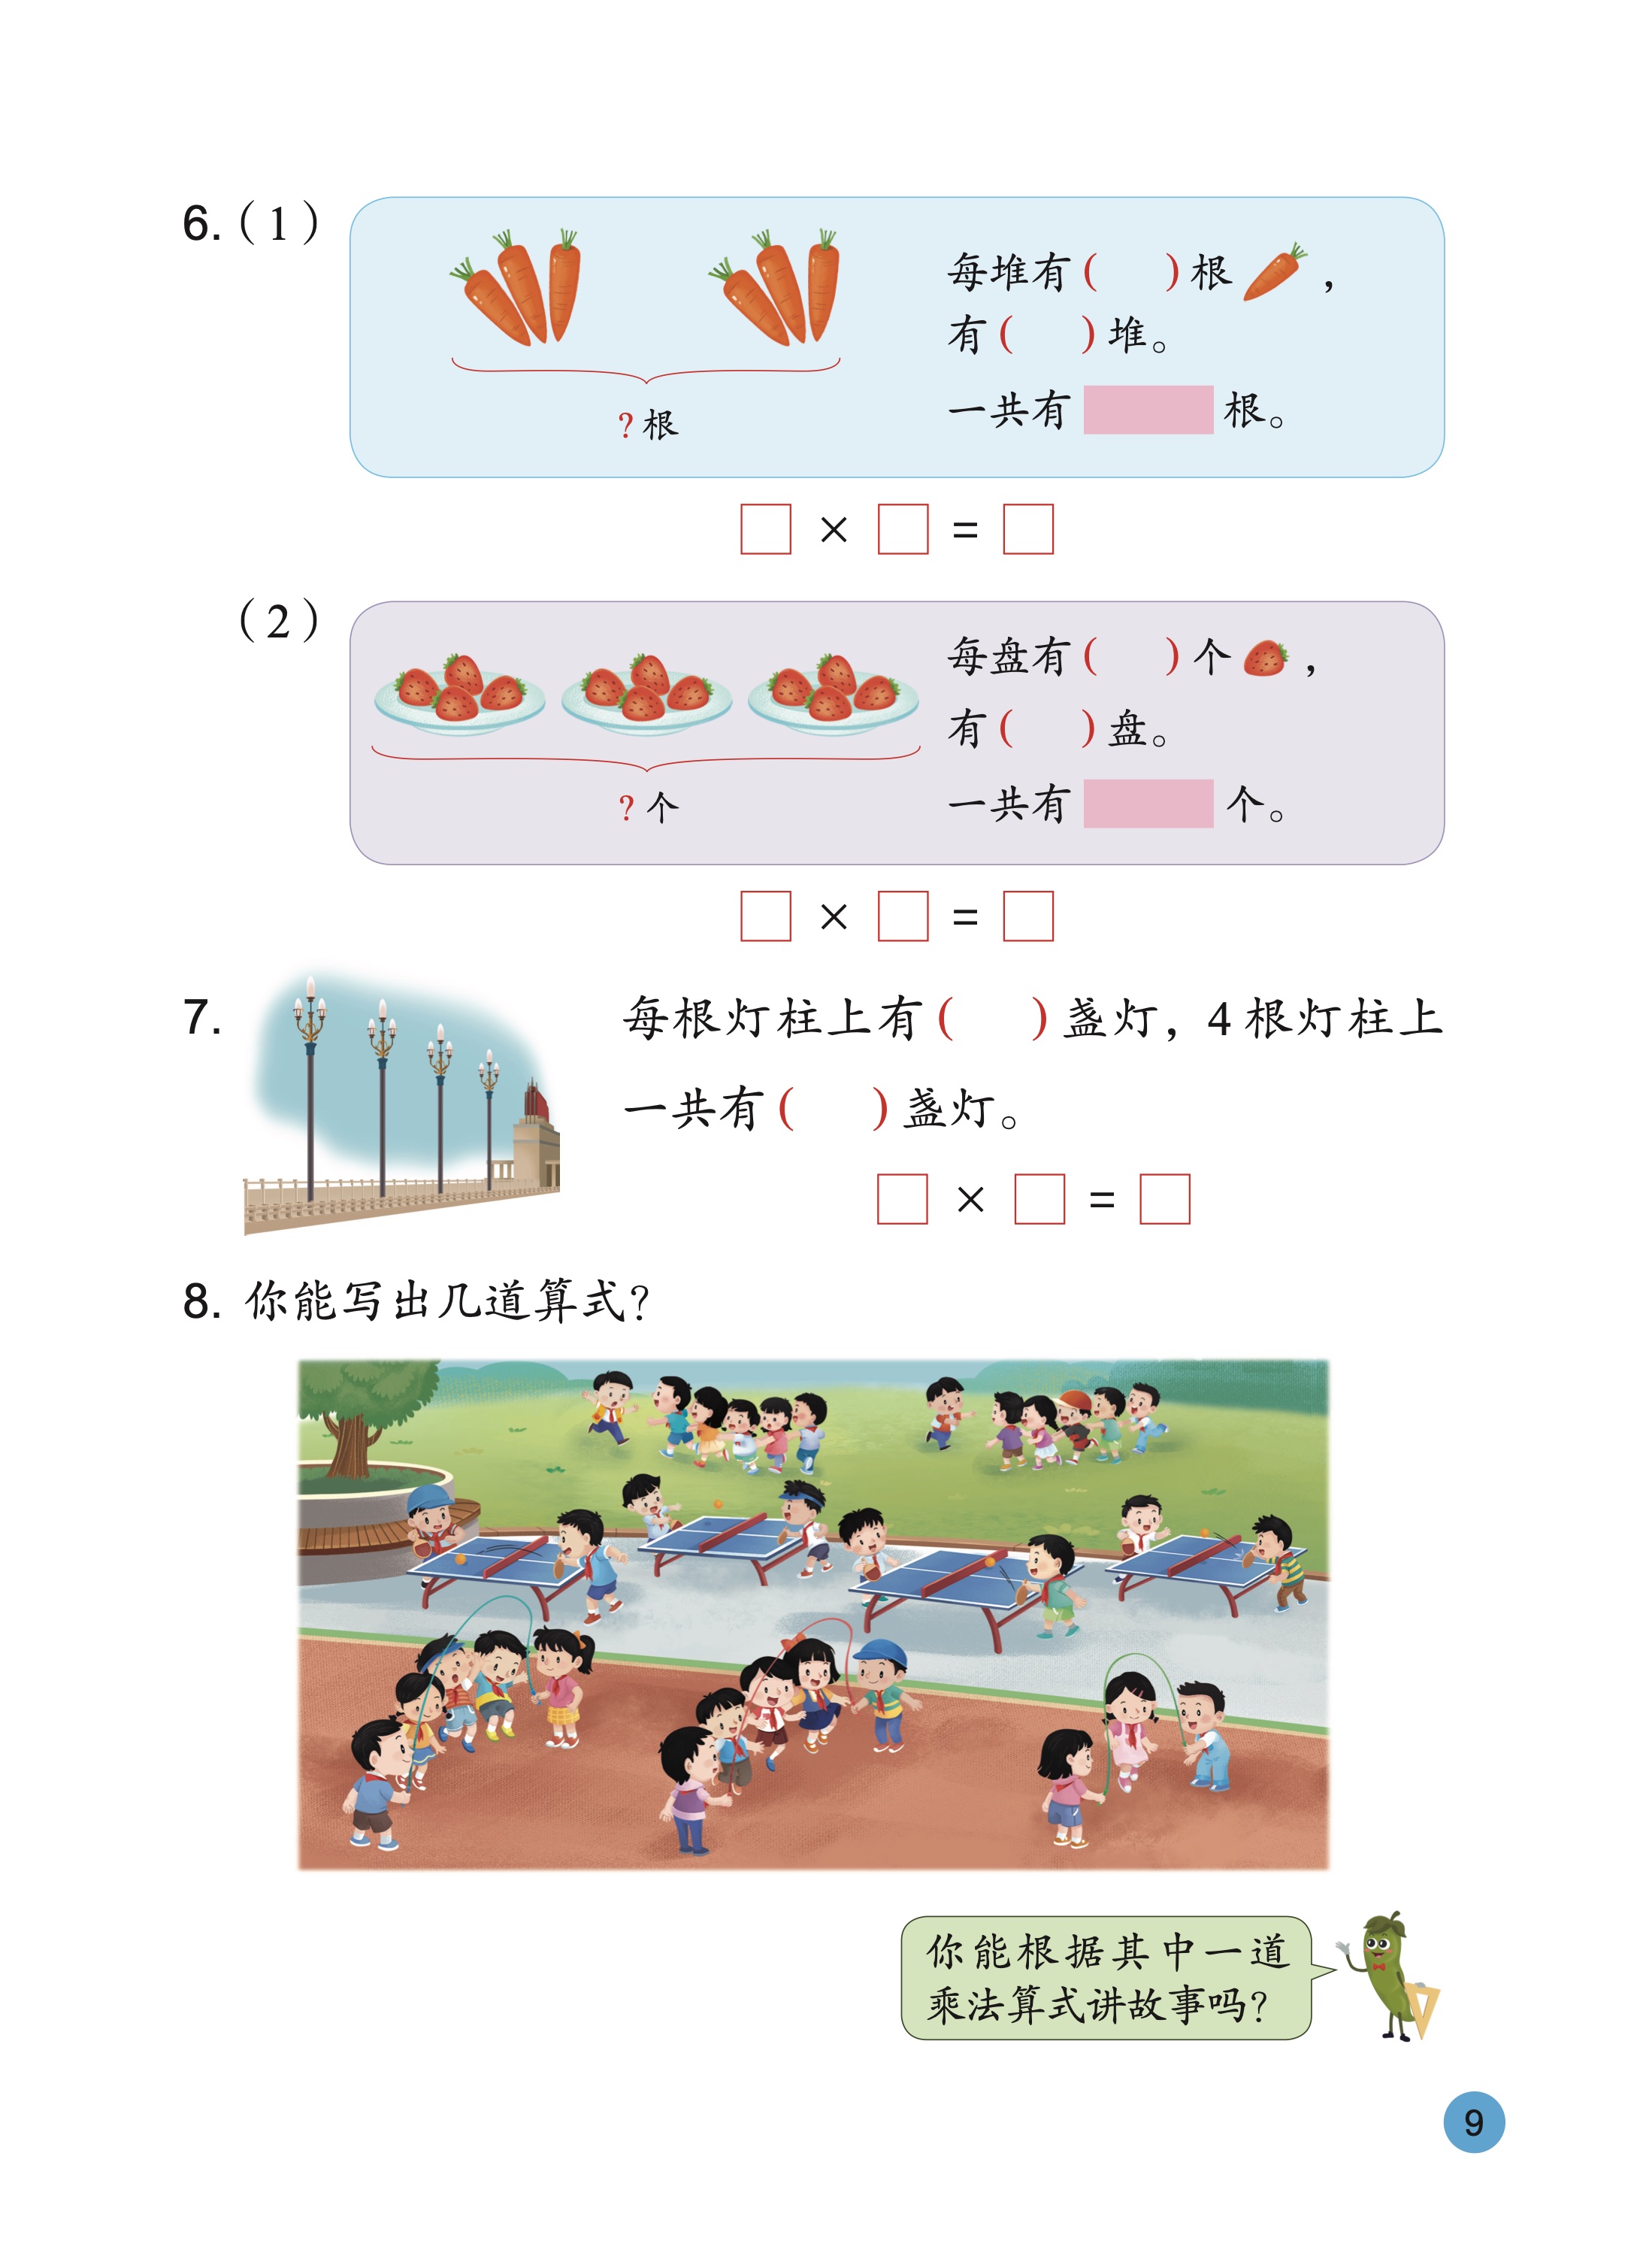 6.（1）
每堆有（ ）根，
有（ ）堆。
一共有 根。
?根
□ × □ = □
（2）
每盘有（ ）个，
有（ ）盘。
一共有 个。
?个
□ × □ = □
7. 每根灯柱上有（ ）盏灯，4 根灯柱上
一共有（ ）盏灯。
□ × □ = □
8. 你能写出几道算式？
你能根据其中一道
乘法算式讲故事吗？
9